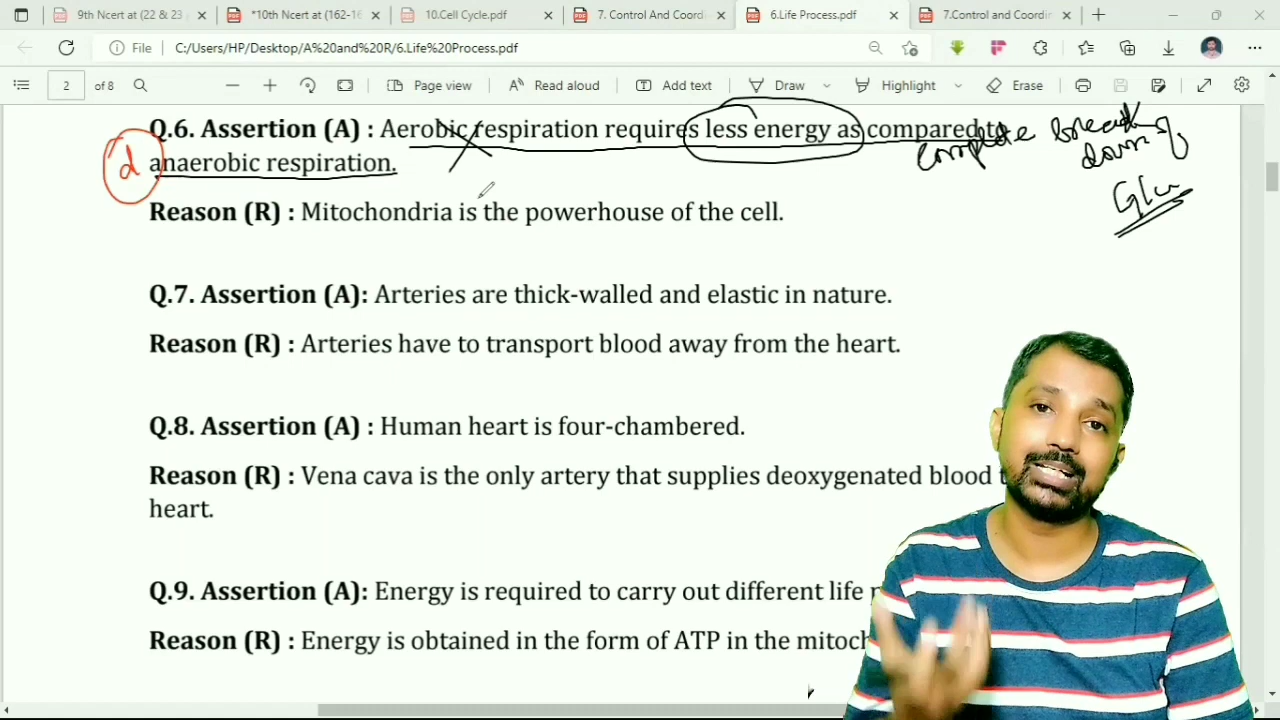 9th Ncert at (22 & 23
*10th Ncert at (162-16
10.Cell Cycle.pdf
7. Control And Coordi
6.Life Process.pdf
7.Control and Coordin
File C:/Users/HP/Desktop/A%20and%20R/6.Life%20Process.pdf
2 of 8 Page view Read aloud Add text Draw Highlight Erase
Q.6. Assertion (A) : Aerobic respiration requires less energy as compared to
anaerobic respiration.
d
complete breaking
down of
Glu
Reason (R) : Mitochondria is the powerhouse of the cell.
Q.7. Assertion (A): Arteries are thick-walled and elastic in nature.
Reason (R) : Arteries have to transport blood away from the heart.
Q.8. Assertion (A) : Human heart is four-chambered.
Reason (R) : Vena cava is the only artery that supplies deoxygenated blood
heart.
Q.9. Assertion (A): Energy is required to carry out different life
Reason (R) : Energy is obtained in the form of ATP in the mitoch